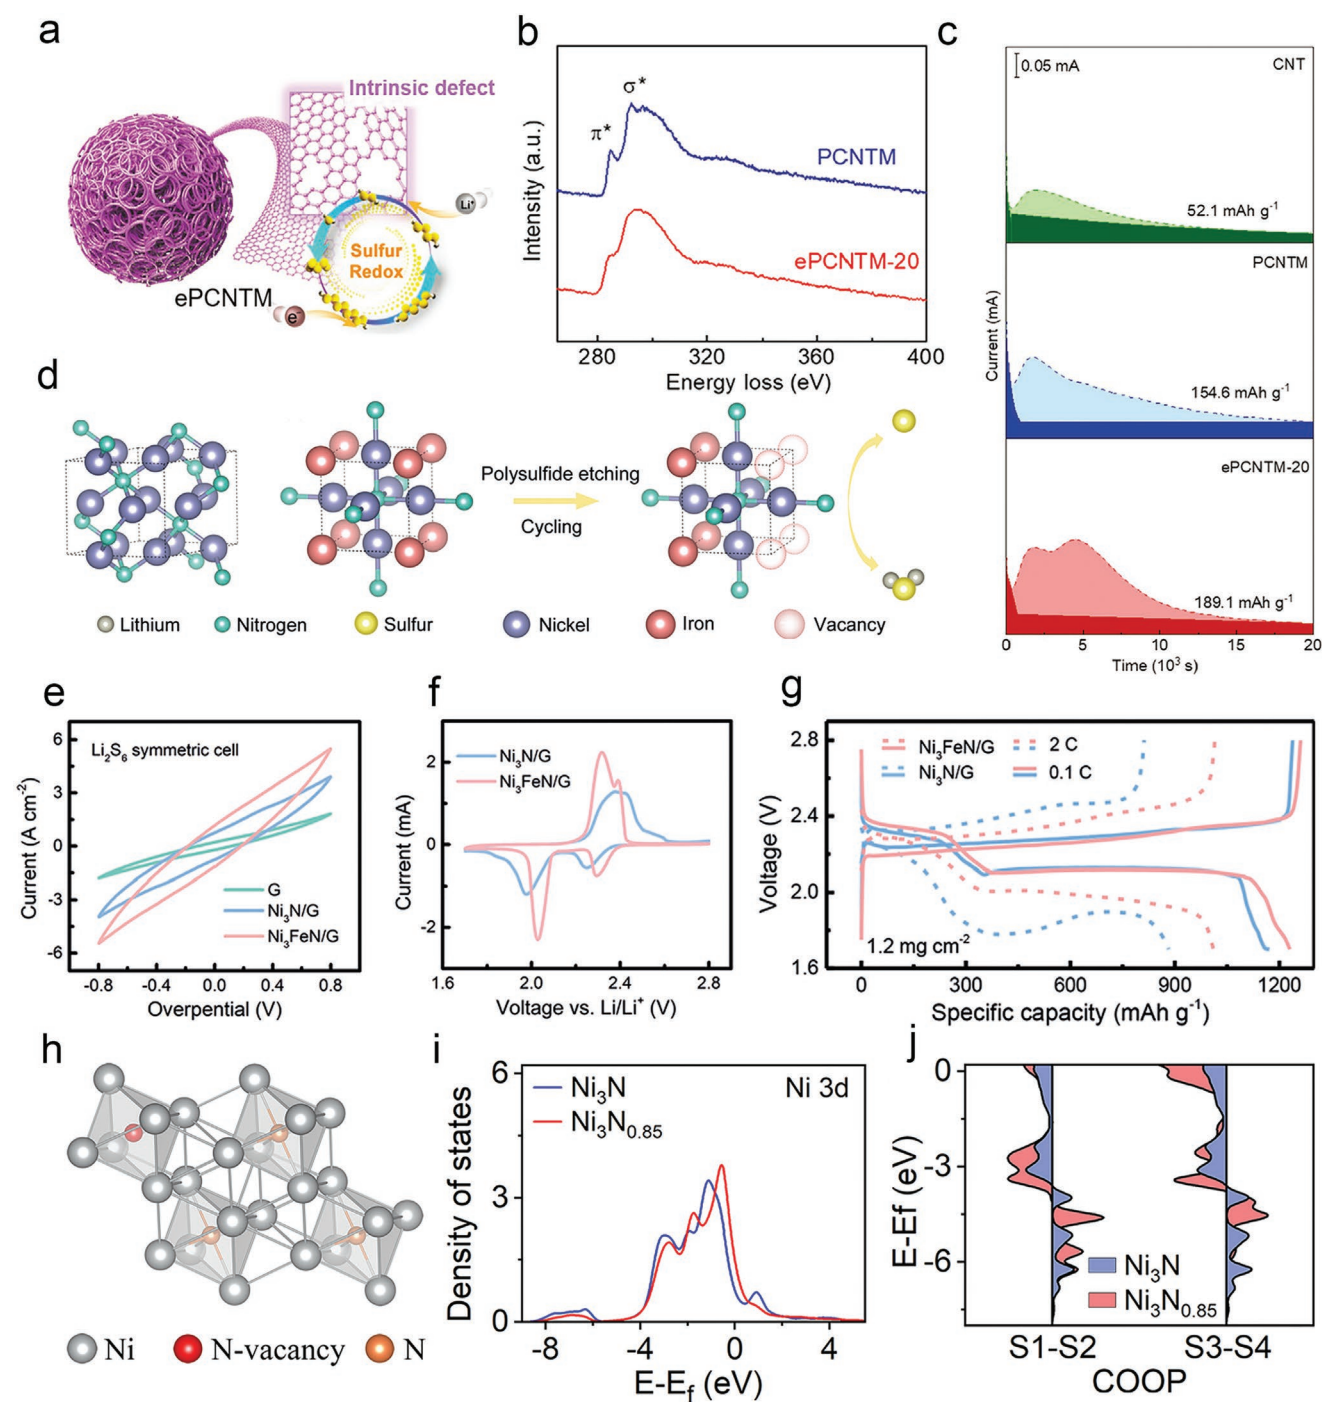 a
Intrinsic defect
Li⁺
Sulfur
Redox
ePCNTM
e⁻
b
Intensity (a.u.)
π*
σ*
PCNTM
ePCNTM-20
280 320 360 400
Energy loss (eV)
c
0.05 mA
CNT
52.1 mAh g⁻¹
PCNTM
154.6 mAh g⁻¹
ePCNTM-20
189.1 mAh g⁻¹
Current (mA)
0 5 10 15 20
Time (10³ s)
d
Polysulfide etching
Cycling
Lithium Nitrogen Sulfur Nickel Iron Vacancy
e
Li₂S₆ symmetric cell
Current (A cm⁻²)
6
3
0
-3
-6
G
Ni₃N/G
Ni₃FeN/G
-0.8 -0.4 0.0 0.4 0.8
Overpential (V)
f
Ni₃N/G
Ni₃FeN/G
Current (mA)
2
0
-2
1.6 2.0 2.4 2.8
Voltage vs. Li/Li⁺ (V)
g
Ni₃FeN/G 2 C
Ni₃N/G 0.1 C
Voltage (V)
2.8
2.4
2.0
1.6
1.2 mg cm⁻²
0 300 600 900 1200
Specific capacity (mAh g⁻¹)
h
Ni N-vacancy N
i
Ni₃N
Ni₃N₀.₈₅
Ni 3d
Density of states
6
3
0
-8 -4 0 4
E-E_f (eV)
j
E-Ef (eV)
0
-3
-6
Ni₃N
Ni₃N₀.₈₅
S1-S2 S3-S4
COOP